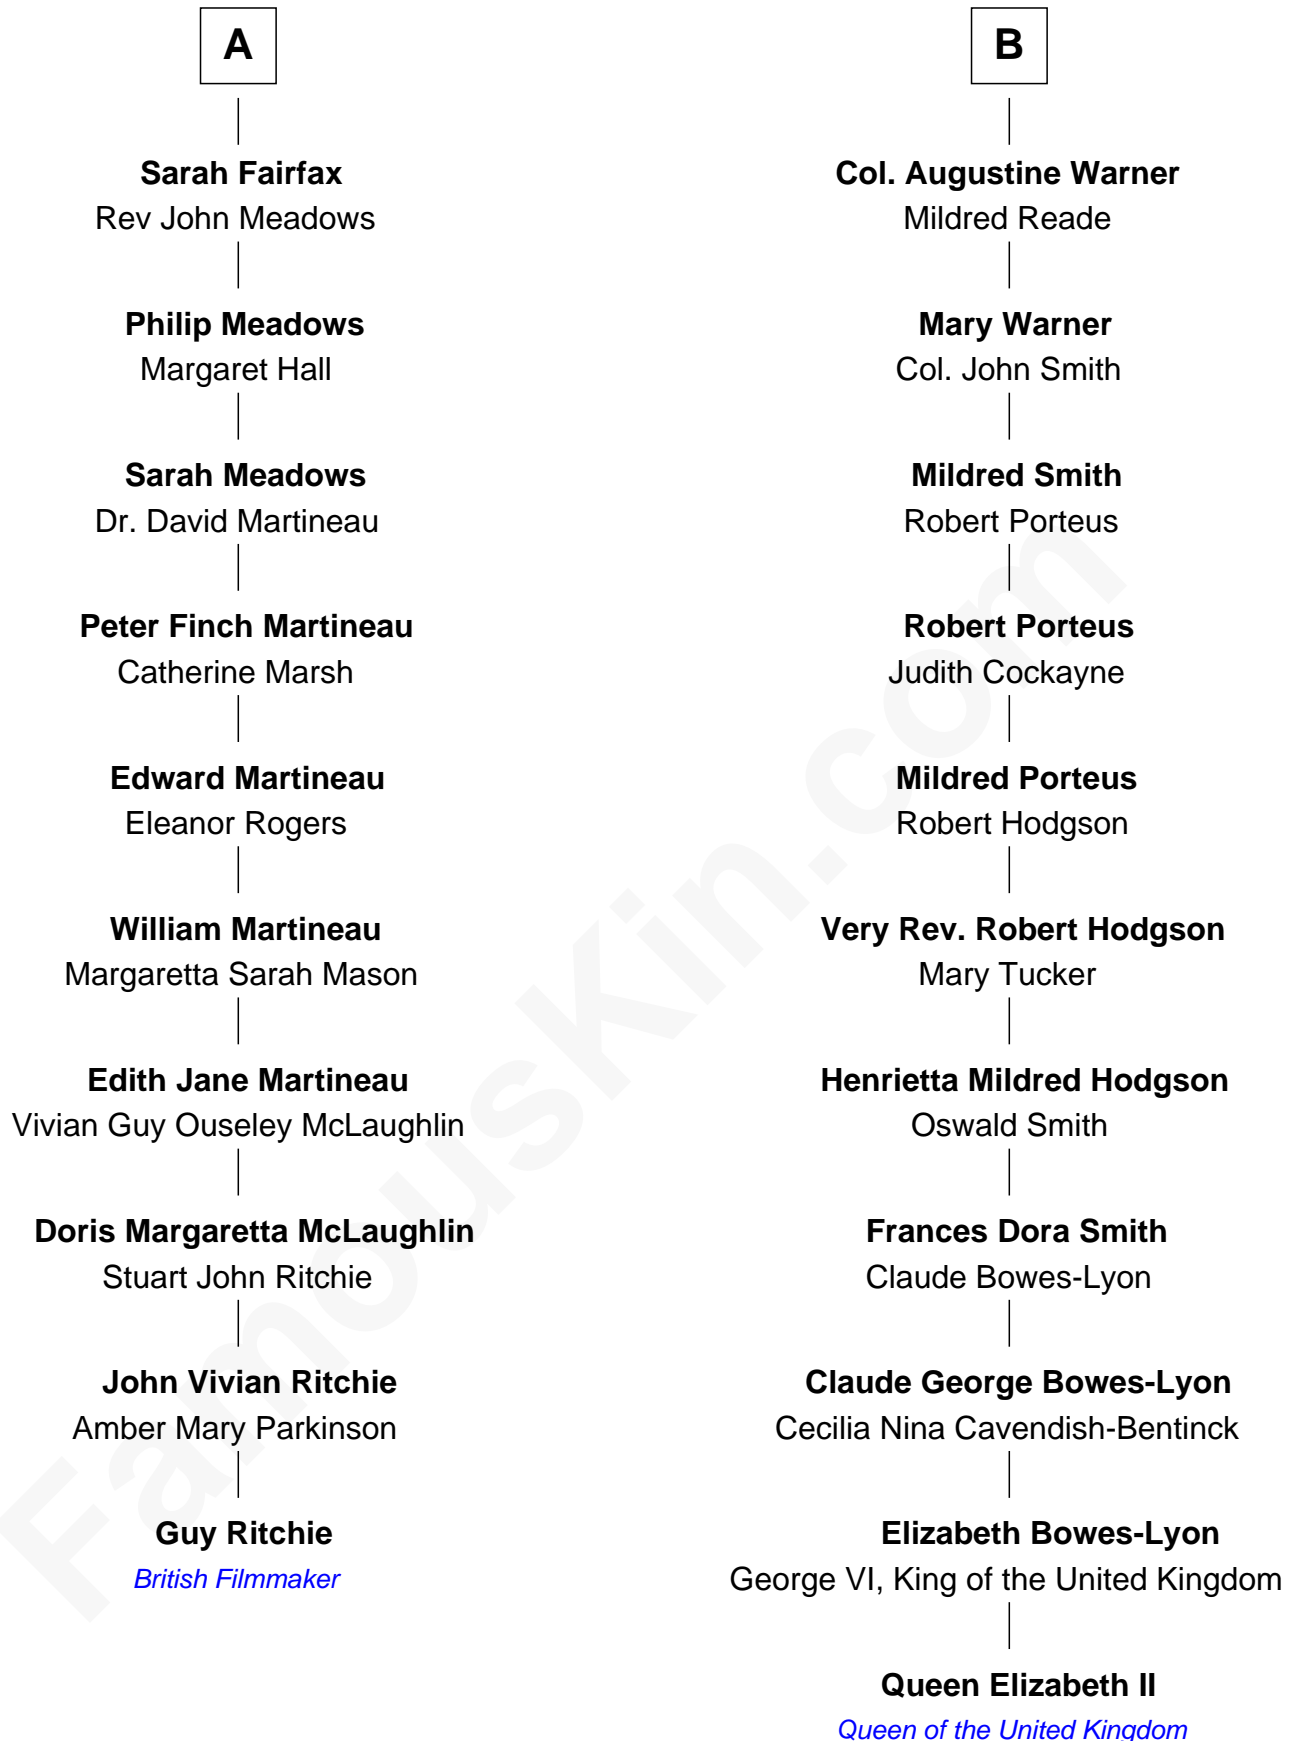 A
Sarah Fairfax
Rev John Meadows
Philip Meadows
Margaret Hall
Sarah Meadows
Dr. David Martineau
Peter Finch Martineau
Catherine Marsh
Edward Martineau
Eleanor Rogers
William Martineau
Margaretta Sarah Mason
Edith Jane Martineau
Vivian Guy Ouseley McLaughlin
Doris Margaretta McLaughlin
Stuart John Ritchie
John Vivian Ritchie
Amber Mary Parkinson
Guy Ritchie
British Filmmaker
B
Col. Augustine Warner
Mildred Reade
Mary Warner
Col. John Smith
Mildred Smith
Robert Porteus
Robert Porteus
Judith Cockayne
Mildred Porteus
Robert Hodgson
Very Rev. Robert Hodgson
Mary Tucker
Henrietta Mildred Hodgson
Oswald Smith
Frances Dora Smith
Claude Bowes-Lyon
Claude George Bowes-Lyon
Cecilia Nina Cavendish-Bentinck
Elizabeth Bowes-Lyon
George VI, King of the United Kingdom
Queen Elizabeth II
Queen of the United Kingdom
FamousKin.com